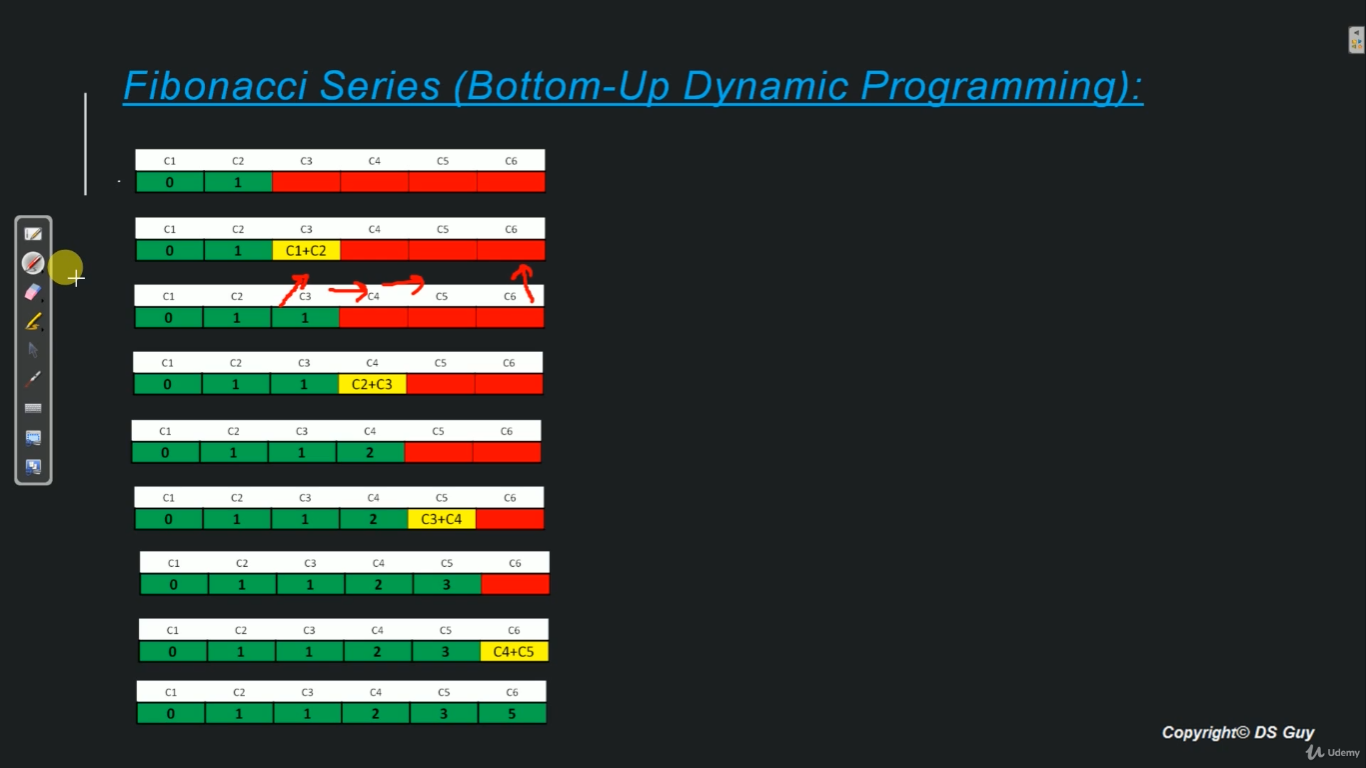 Fibonacci Series (Bottom-Up Dynamic Programming):
C1 C2 C3 C4 C5 C6
0 1
C1 C2 C3 C4 C5 C6
0 1 C1+C2
C1 C2 C3 C4 C5 C6
0 1 1
C1 C2 C3 C4 C5 C6
0 1 1 C2+C3
C1 C2 C3 C4 C5 C6
0 1 1 2
C1 C2 C3 C4 C5 C6
0 1 1 2 C3+C4
C1 C2 C3 C4 C5 C6
0 1 1 2 3
C1 C2 C3 C4 C5 C6
0 1 1 2 3 C4+C5
C1 C2 C3 C4 C5 C6
0 1 1 2 3 5
Copyright© DS Guy
Udemy